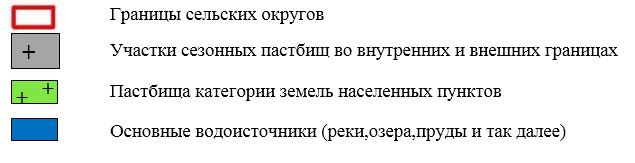 Границы сельских округов
Участки сезонных пастбищ во внутренних и внешних границах
Пастбища категории земель населенных пунктов
Основные водоисточники (реки,озера,пруды и так далее)